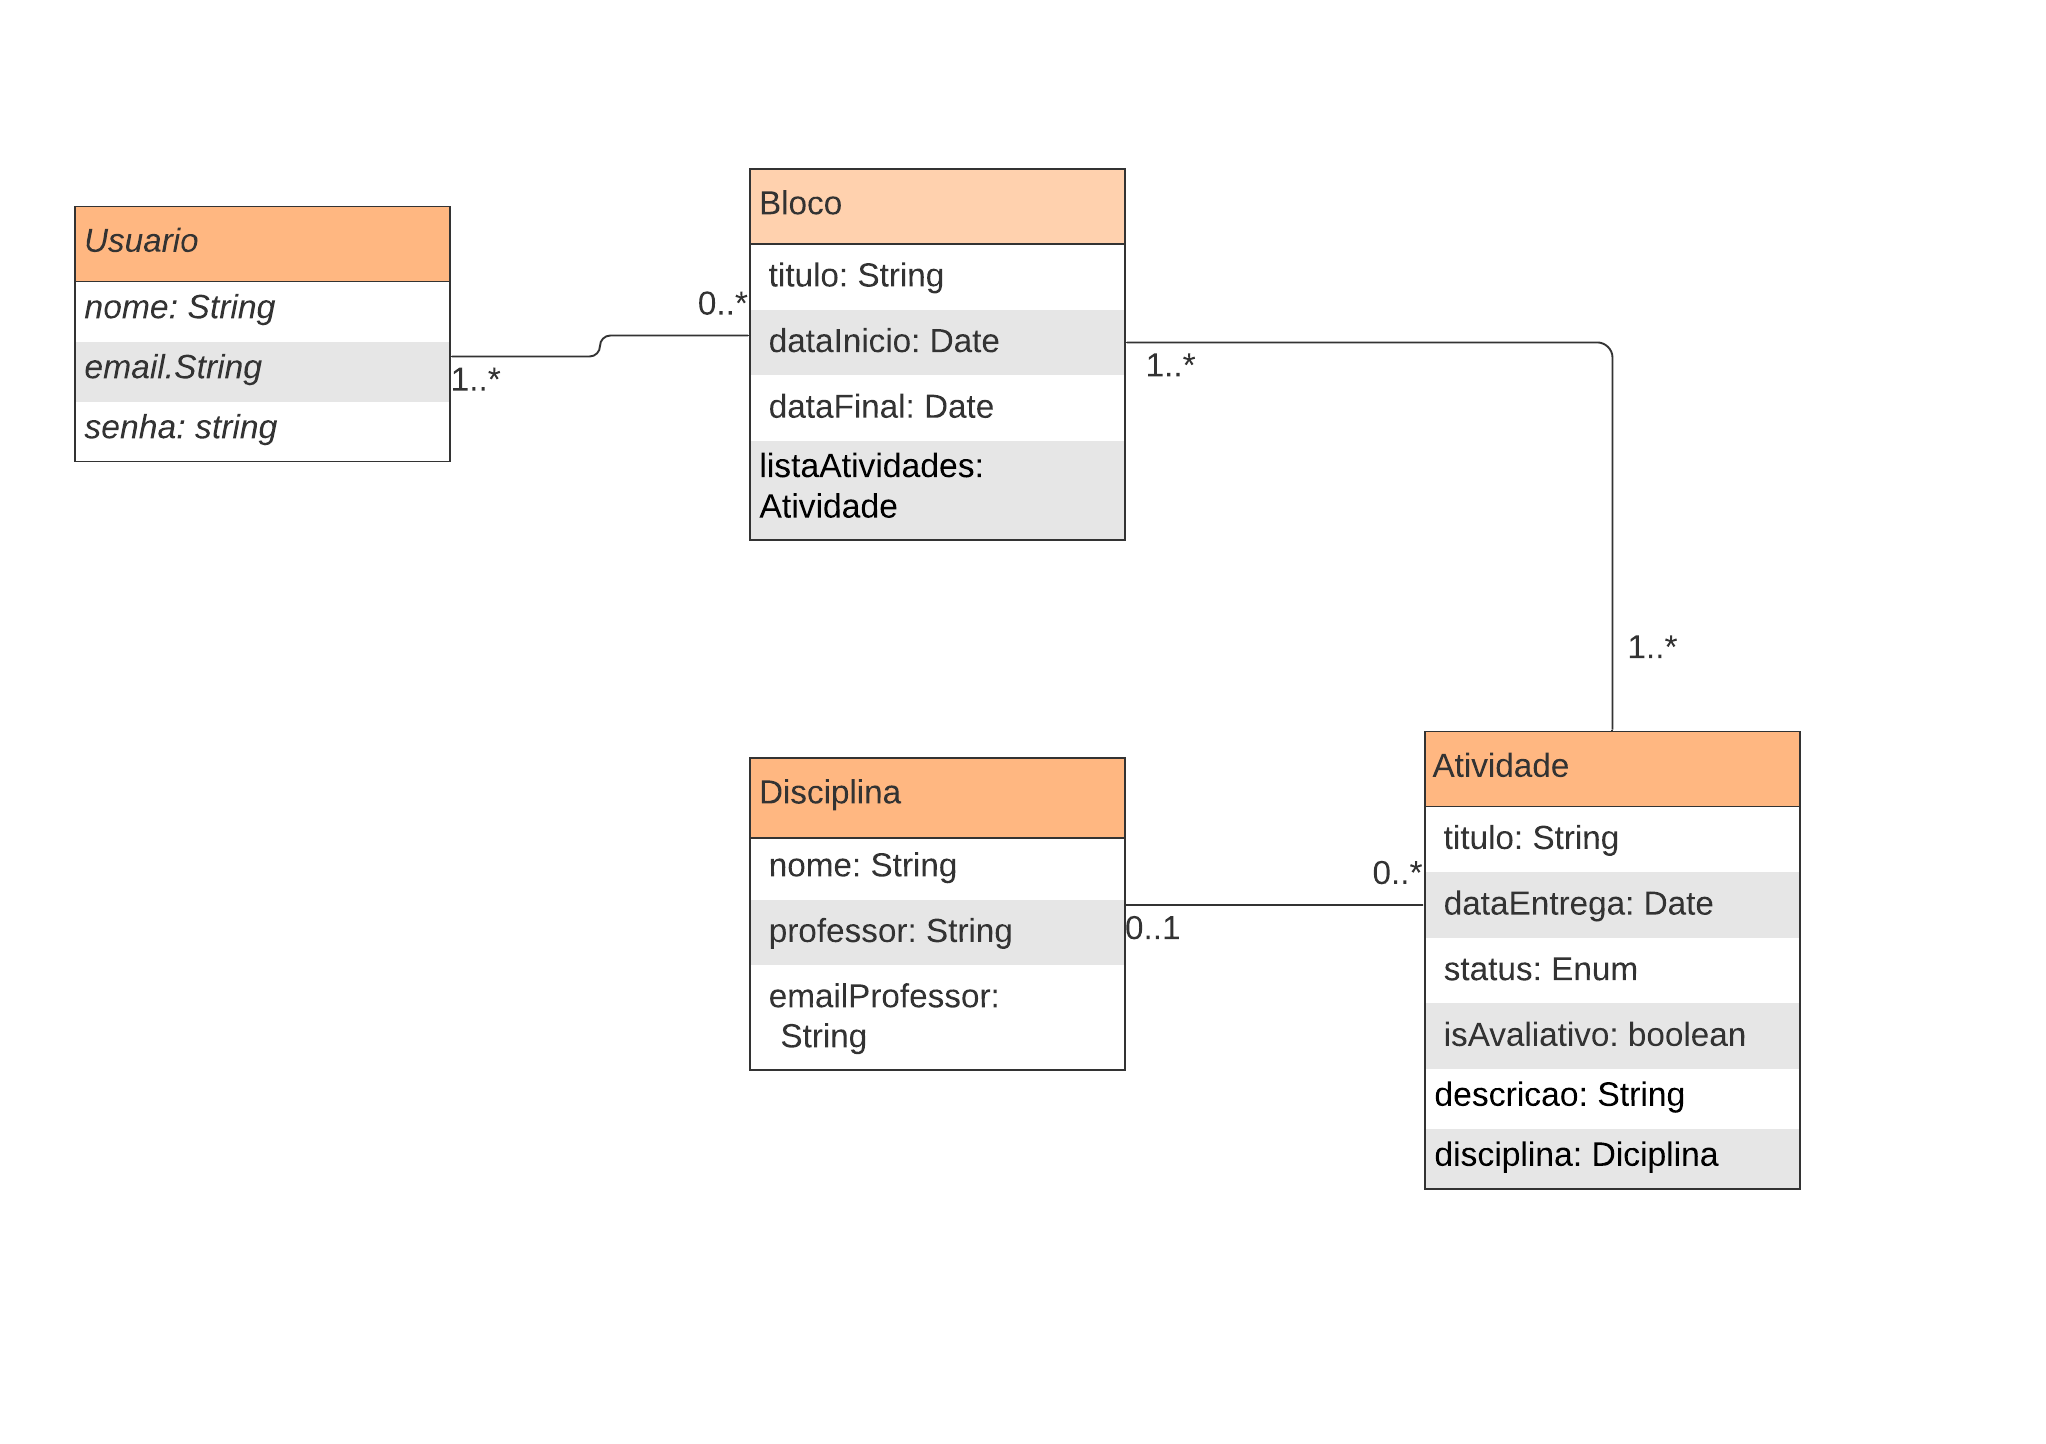 Usuario
nome: String
email.String
senha: string
1..*
0..*
Bloco
titulo: String
dataInicio: Date
dataFinal: Date
listaAtividades:
Atividade
1..*
1..*
Disciplina
nome: String
professor: String
emailProfessor:
String
0..1
0..*
Atividade
titulo: String
dataEntrega: Date
status: Enum
isAvaliativo: boolean
descricao: String
disciplina: Diciplina